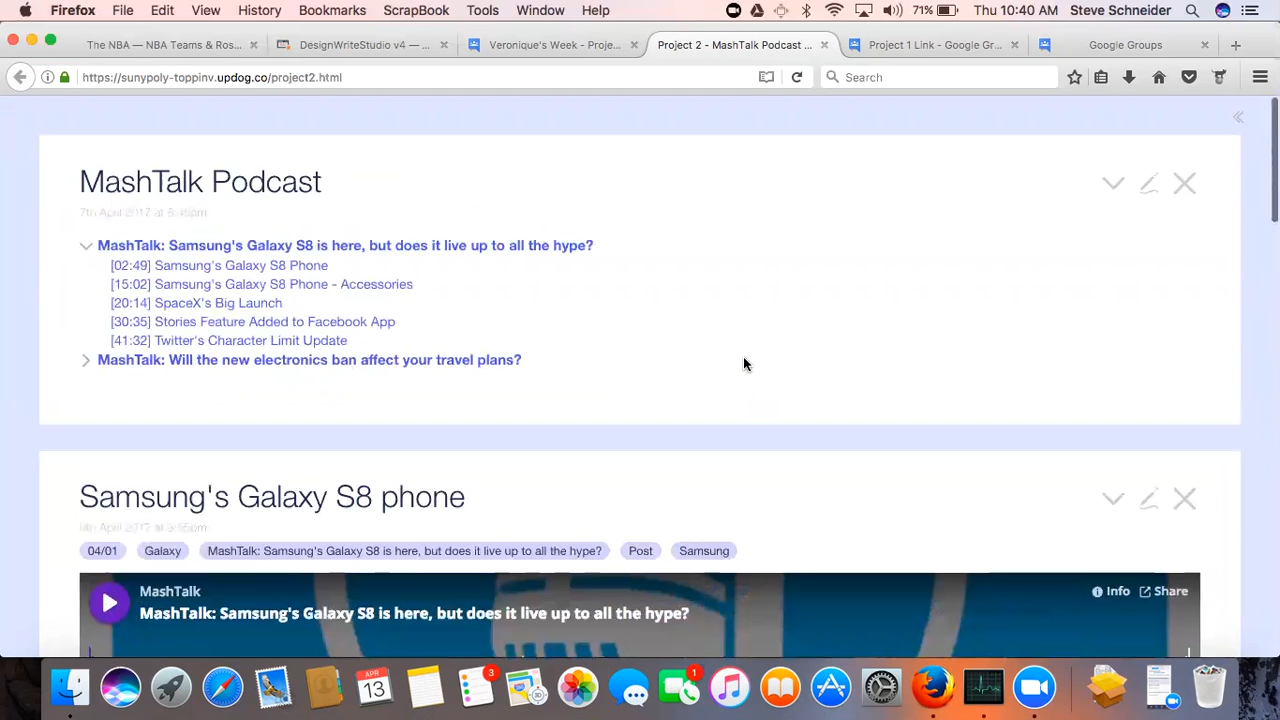 Firefox File Edit View History Bookmarks ScrapBook Tools Window Help 71% Thu 10:40 AM Steve Schneider
The NBA — NBA Teams & Ros... DesignWriteStudio v4 — ... Veronique's Week - Proje... Project 2 - MashTalk Podcast ... Project 1 Link - Google Gr... Google Groups
https://sunypoly-toppinv.updog.co/project2.html Search
MashTalk Podcast
MashTalk: Samsung's Galaxy S8 is here, but does it live up to all the hype?
[02:49] Samsung's Galaxy S8 Phone
[15:02] Samsung's Galaxy S8 Phone - Accessories
[20:14] SpaceX's Big Launch
[30:35] Stories Feature Added to Facebook App
[41:32] Twitter's Character Limit Update
MashTalk: Will the new electronics ban affect your travel plans?
Samsung's Galaxy S8 phone
04/01 Galaxy MashTalk: Samsung's Galaxy S8 is here, but does it live up to all the hype? Post Samsung
MashTalk Info Share
MashTalk: Samsung's Galaxy S8 is here, but does it live up to all the hype?
APR 3 1
13